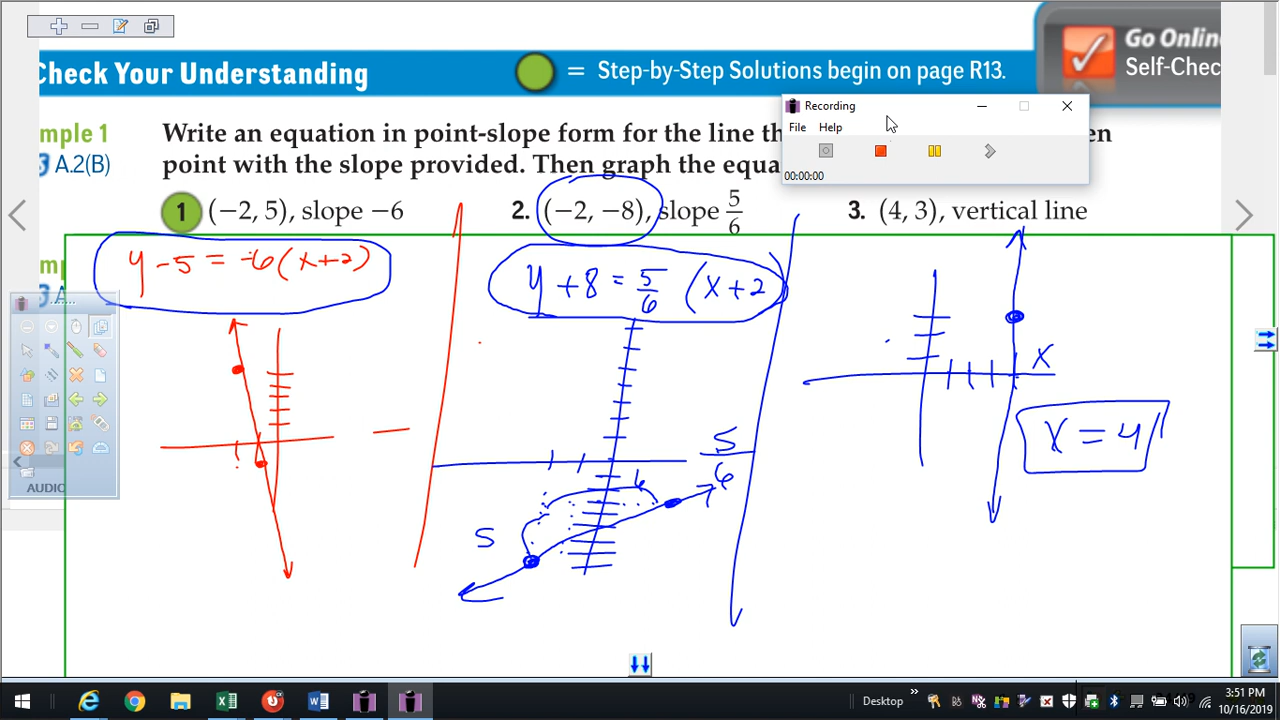 Check Your Understanding
= Step-by-Step Solutions begin on page R13.
Go Onlin
Self-Chec
Recording
File Help
00:00:00
mple 1
A.2(B)
Write an equation in point-slope form for the line th
en
point with the slope provided. Then graph the equa
1 (−2, 5), slope −6
2. (−2, −8), slope 5/6
3. (4, 3), vertical line
y - 5 = -6(x+2)
y + 8 = 5/6 (x+2
AUDIO
5
6
5
6
X
x = 4
Desktop
3:51 PM
10/16/2019